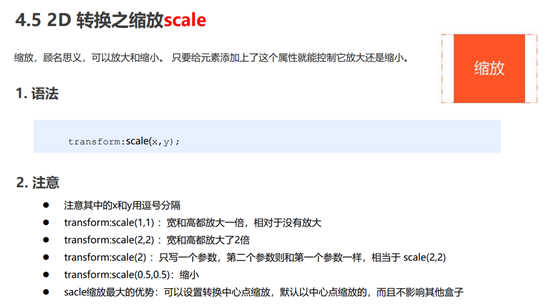 4.5 2D 转换之缩放scale
缩放，顾名思义，可以放大和缩小。 只要给元素添加上了这个属性就能控制它放大还是缩小。
缩放
1. 语法
transform:scale(x,y);
2. 注意
● 注意其中的x和y用逗号分隔
● transform:scale(1,1) ：宽和高都放大一倍，相对于没有放大
● transform:scale(2,2) ：宽和高都放大了2倍
● transform:scale(2) ：只写一个参数，第二个参数则和第一个参数一样，相当于 scale(2,2)
● transform:scale(0.5,0.5)：缩小
● sacle缩放最大的优势：可以设置转换中心点缩放，默认以中心点缩放的，而且不影响其他盒子